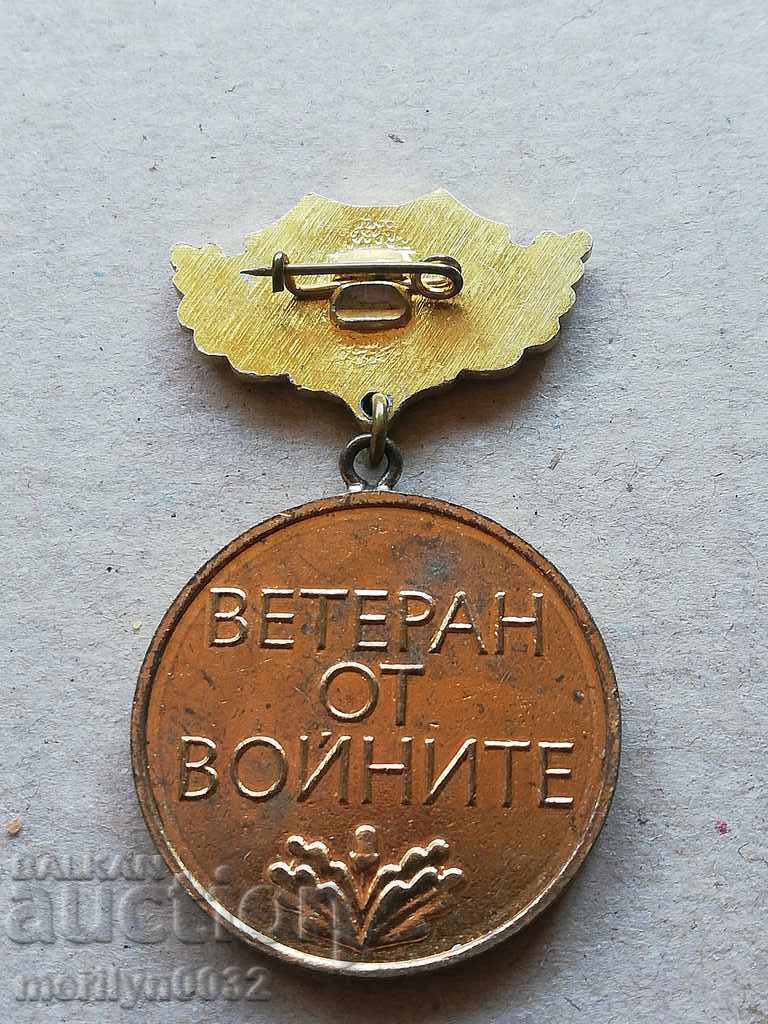 ВЕТЕРАН
ОТ
ВОЙНИТЕ
BALKAN
auction
morilyn0032